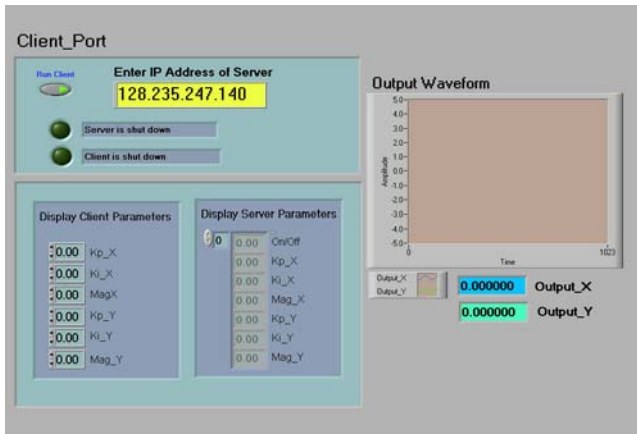 Client_Port
Run Client
Enter IP Address of Server
128.235.247.140
Server is shut down
Client is shut down
Display Client Parameters
0.00 Kp_X
0.00 Ki_X
0.00 MagX
0.00 Kp_Y
0.00 Ki_Y
0.00 Mag_Y
Display Server Parameters
0 0.00 On/Off
0.00 Kp_X
0.00 Ki_X
0.00 Mag_X
0.00 Kp_Y
0.00 Ki_Y
0.00 Mag_Y
Output Waveform
Amplitude
5.0
4.0
3.0
2.0
1.0
0.0
-1.0
-2.0
-3.0
-4.0
-5.0
0 1023
Time
Output_X
Output_Y
0.000000 Output_X
0.000000 Output_Y